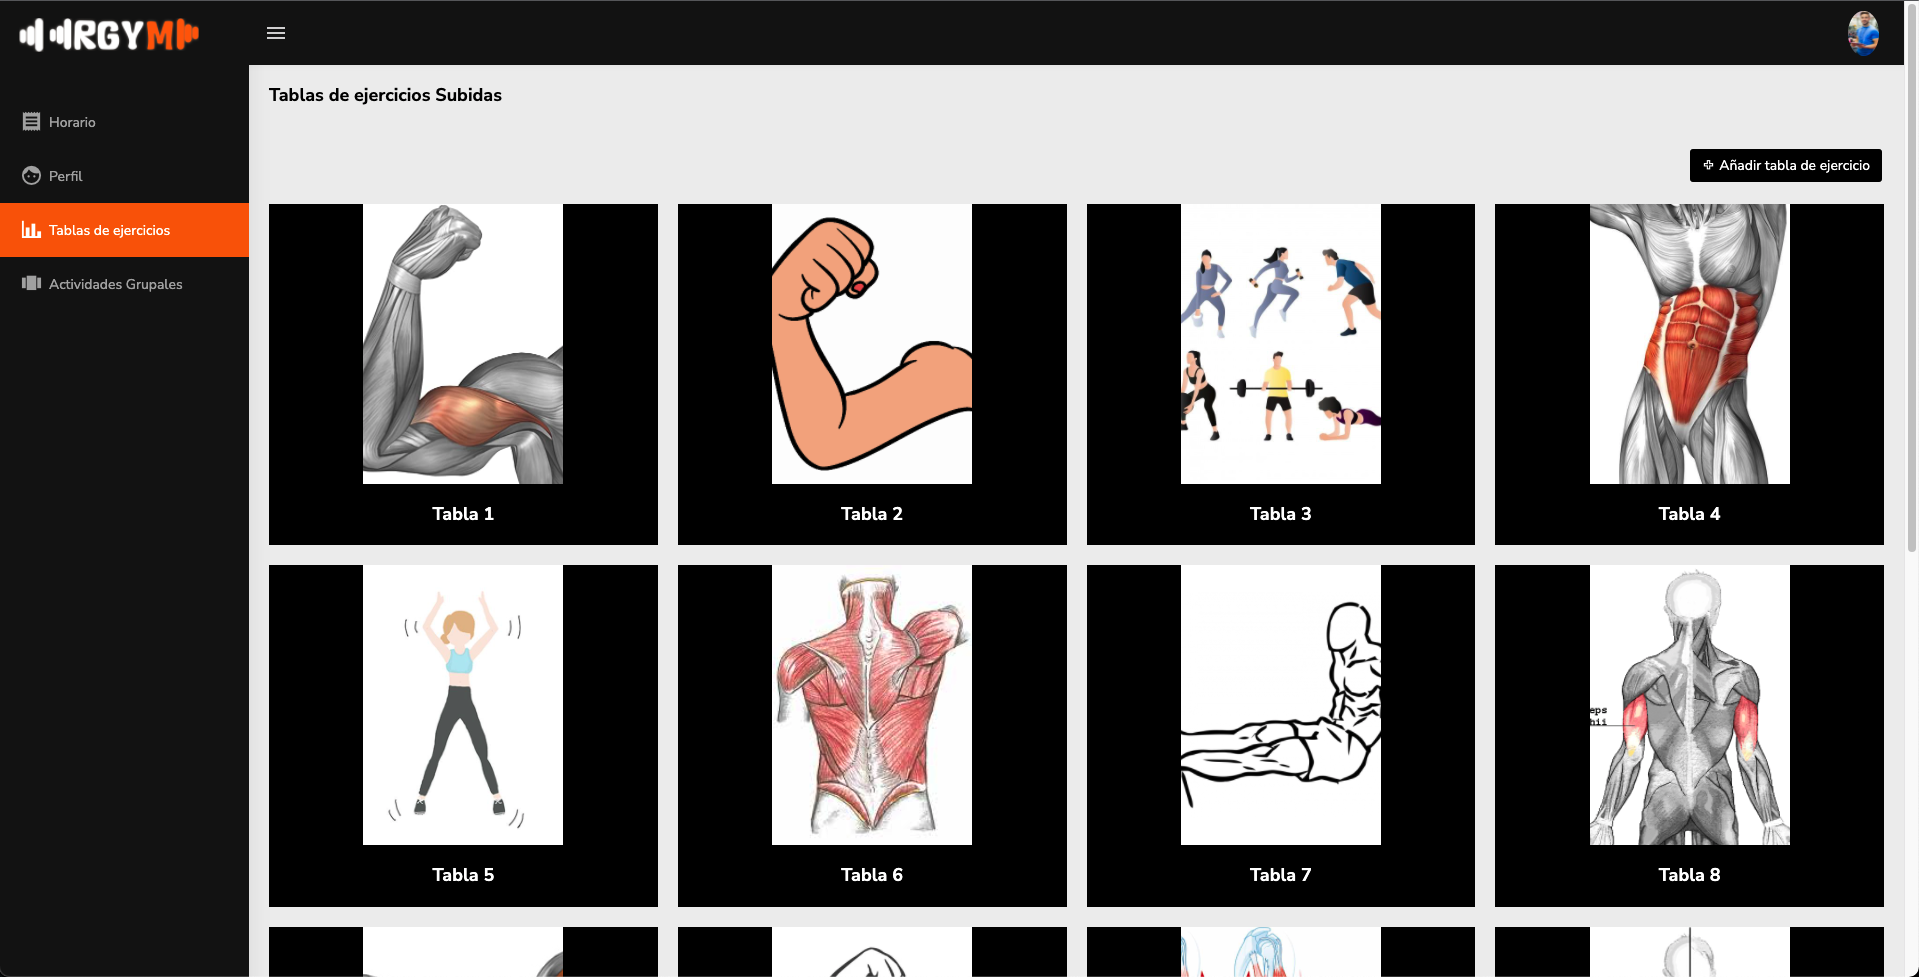 RGYM
Horario
Perfil
Tablas de ejercicios
Actividades Grupales
Tablas de ejercicios Subidas
Añadir tabla de ejercicio
Tabla 1
Tabla 2
Tabla 3
Tabla 4
Tabla 5
Tabla 6
Tabla 7
eps
hii
Tabla 8